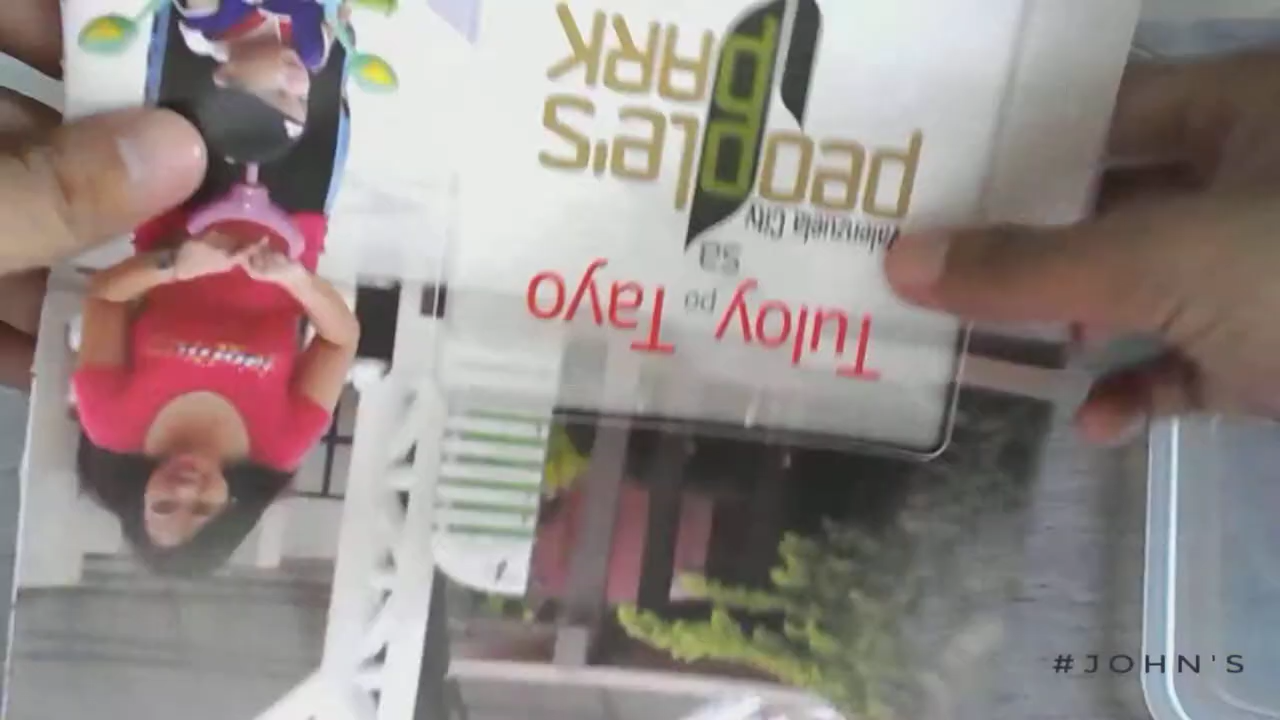 Tuloy po Tayo
sa
Valenzuela City
people's
PARK
#JOHN'S